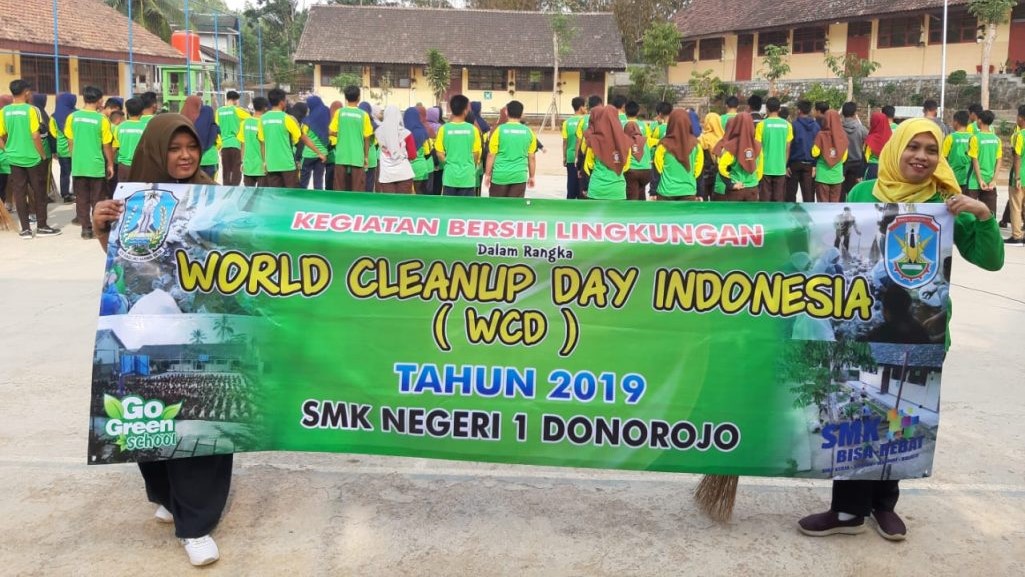 KEGIATAN BERSIH LINGKUNGAN
Dalam Rangka
WORLD CLEANUP DAY INDONESIA
( WCD )
TAHUN 2019
SMK NEGERI 1 DONOROJO
Go
Green
School
SMK
BISA HEBAT